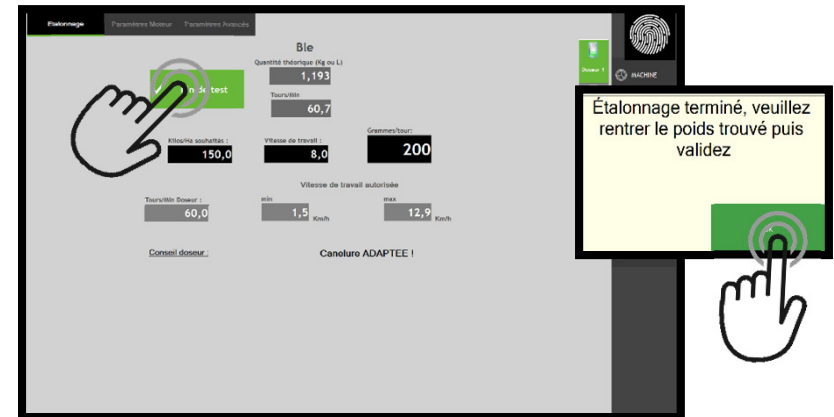 Etalonnage
Paramètres Moteur
Paramètres Avancés
Ble
Quantité théorique (Kg ou L)
1,193
de test
Tours/Min
60,7
Kilos/Ha souhaités :
150,0
Vitesse de travail :
8,0
Grammes/tour:
200
Vitesse de travail autorisée
Tours/Min Doseur :
60,0
min
1,5 Km/h
max
12,9 Km/h
Conseil doseur :
Canelure ADAPTEE !
Doseur 1
MACHINE
Étalonnage terminé, veuillez
rentrer le poids trouvé puis
validez